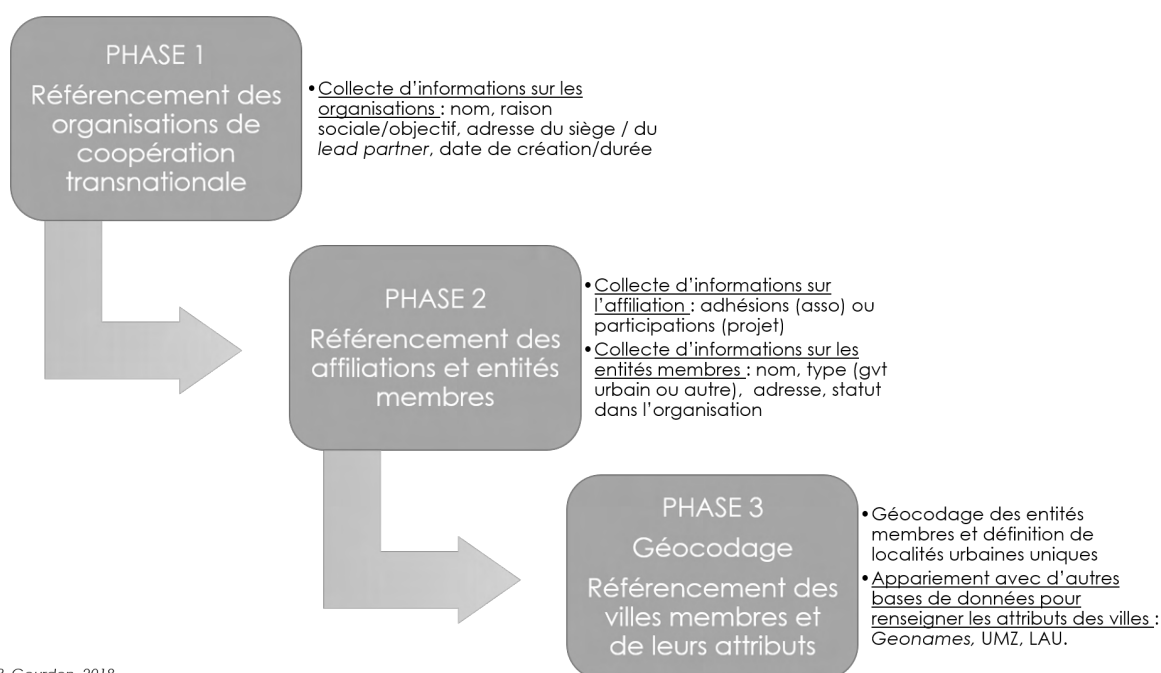 PHASE 1
Référencement des
organisations de
coopération
transnationale
•Collecte d'informations sur les
organisations : nom, raison
sociale/objectif, adresse du siège / du
lead partner, date de création/durée
PHASE 2
Référencement des
affiliations et entités
membres
•Collecte d'informations sur
l'affiliation : adhésions (asso) ou
participations (projet)
•Collecte d'informations sur les
entités membres : nom, type (gvt
urbain ou autre), adresse, statut
dans l'organisation
PHASE 3
Géocodage
Référencement des
villes membres et
de leurs attributs
•Géocodage des entités
membres et définition de
localités urbaines uniques
•Appariement avec d'autres
bases de données pour
renseigner les attributs des villes :
Geonames, UMZ, LAU.